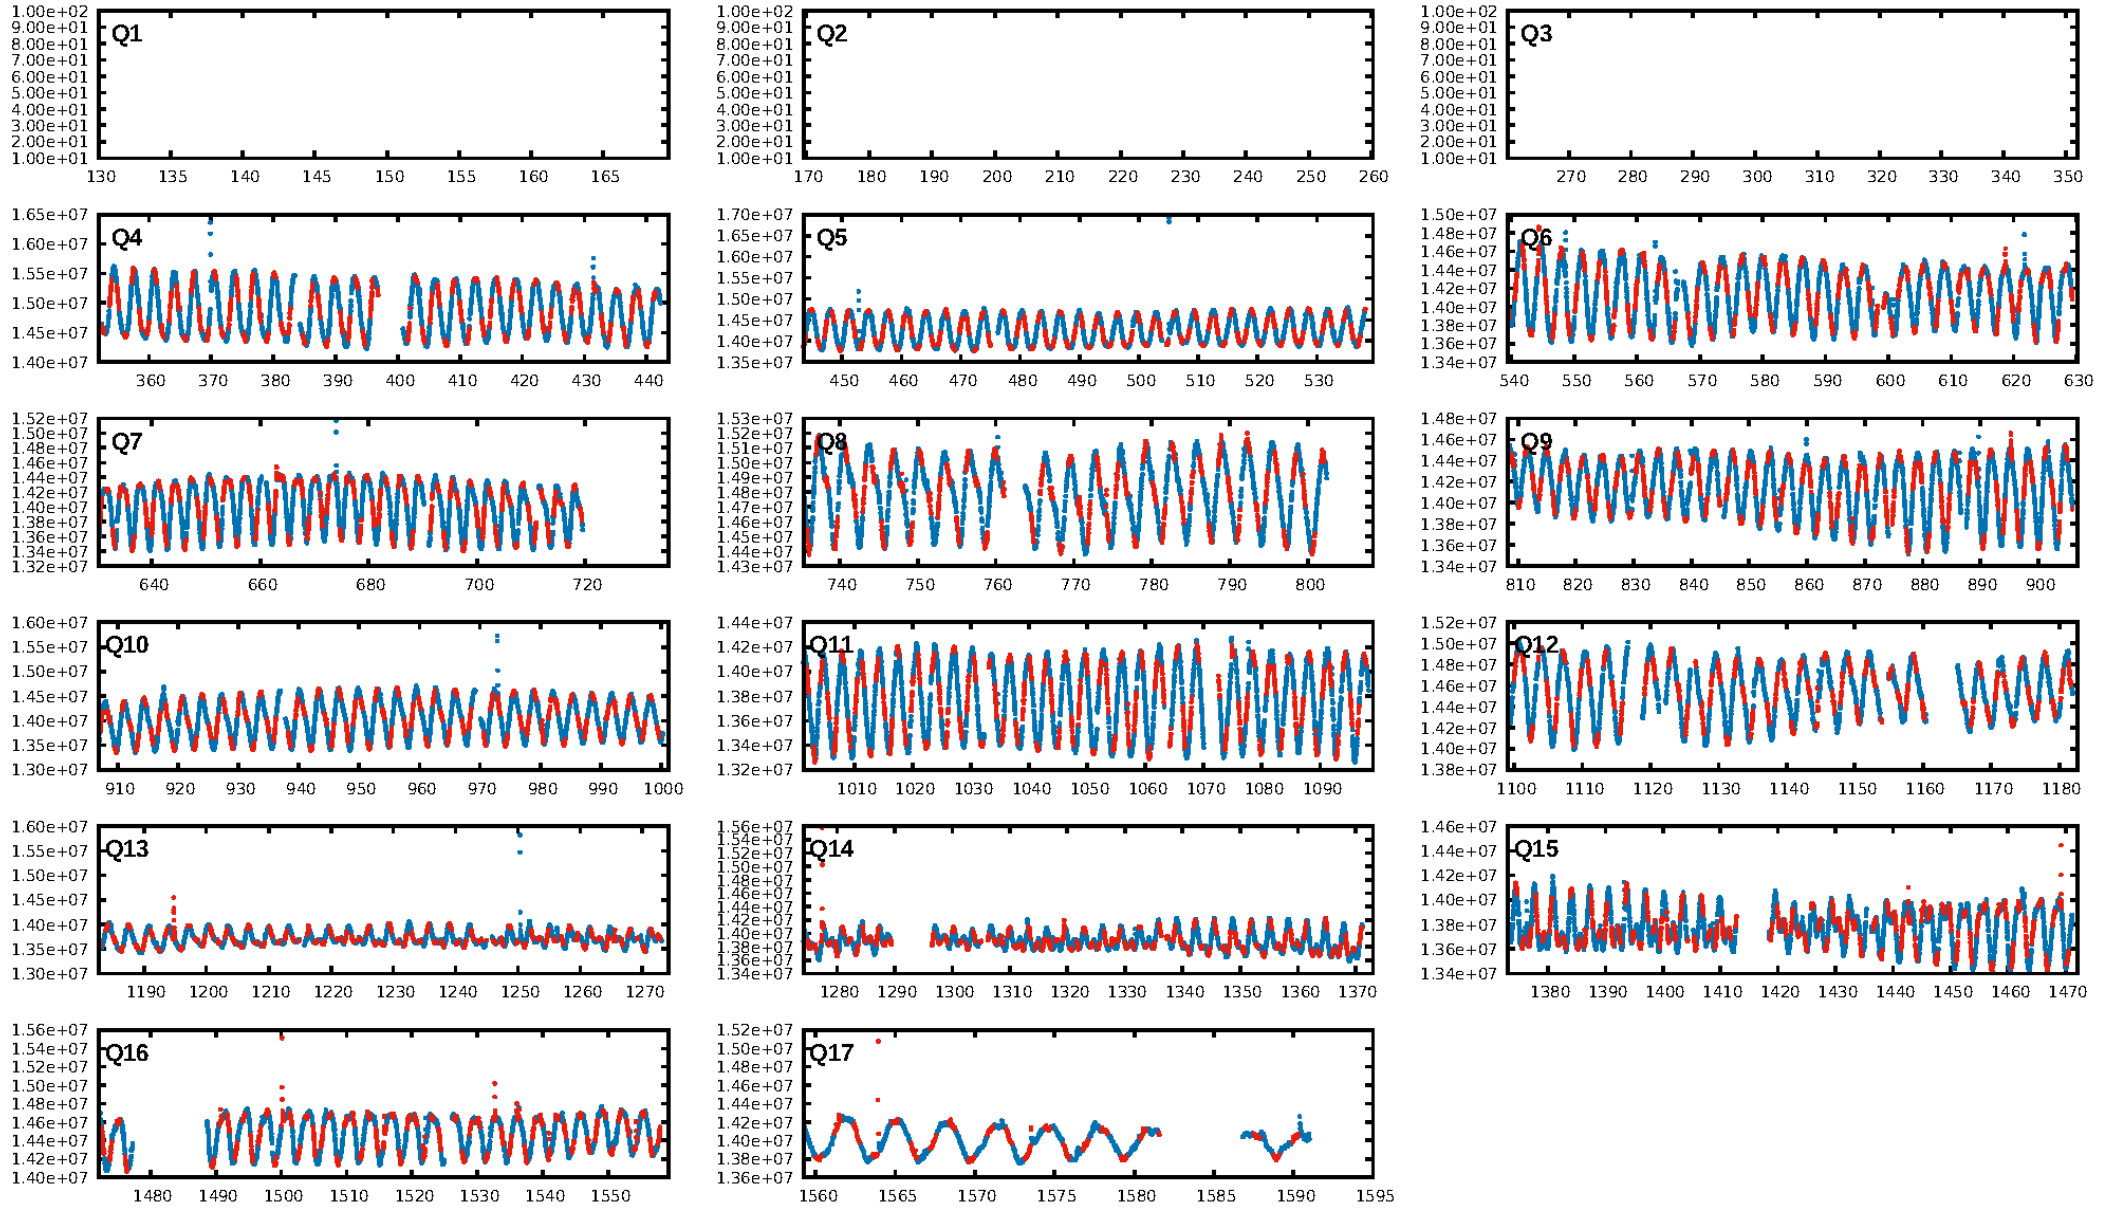 Q1
1.00e+02
9.00e+01
8.00e+01
7.00e+01
6.00e+01
5.00e+01
4.00e+01
3.00e+01
2.00e+01
1.00e+01
130 135 140 145 150 155 160 165
Q2
1.00e+02
9.00e+01
8.00e+01
7.00e+01
6.00e+01
5.00e+01
4.00e+01
3.00e+01
2.00e+01
1.00e+01
170 180 190 200 210 220 230 240 250 260
Q3
1.00e+02
9.00e+01
8.00e+01
7.00e+01
6.00e+01
5.00e+01
4.00e+01
3.00e+01
2.00e+01
1.00e+01
270 280 290 300 310 320 330 340 350
Q4
1.65e+07
1.60e+07
1.55e+07
1.50e+07
1.45e+07
1.40e+07
360 370 380 390 400 410 420 430 440
Q5
1.70e+07
1.65e+07
1.60e+07
1.55e+07
1.50e+07
1.45e+07
1.40e+07
1.35e+07
450 460 470 480 490 500 510 520 530
Q6
1.50e+07
1.48e+07
1.46e+07
1.44e+07
1.42e+07
1.40e+07
1.38e+07
1.36e+07
1.34e+07
540 550 560 570 580 590 600 610 620 630
Q7
1.52e+07
1.50e+07
1.48e+07
1.46e+07
1.44e+07
1.42e+07
1.40e+07
1.38e+07
1.36e+07
1.34e+07
1.32e+07
640 660 680 700 720
Q8
1.53e+07
1.52e+07
1.51e+07
1.50e+07
1.49e+07
1.48e+07
1.47e+07
1.46e+07
1.45e+07
1.44e+07
1.43e+07
740 750 760 770 780 790 800
Q9
1.48e+07
1.46e+07
1.44e+07
1.42e+07
1.40e+07
1.38e+07
1.36e+07
1.34e+07
810 820 830 840 850 860 870 880 890 900
Q10
1.60e+07
1.55e+07
1.50e+07
1.45e+07
1.40e+07
1.35e+07
1.30e+07
910 920 930 940 950 960 970 980 990 1000
Q11
1.44e+07
1.42e+07
1.40e+07
1.38e+07
1.36e+07
1.34e+07
1.32e+07
1010 1020 1030 1040 1050 1060 1070 1080 1090
Q12
1.52e+07
1.50e+07
1.48e+07
1.46e+07
1.44e+07
1.42e+07
1.40e+07
1.38e+07
1100 1110 1120 1130 1140 1150 1160 1170 1180
Q13
1.60e+07
1.55e+07
1.50e+07
1.45e+07
1.40e+07
1.35e+07
1.30e+07
1190 1200 1210 1220 1230 1240 1250 1260 1270
Q14
1.56e+07
1.54e+07
1.52e+07
1.50e+07
1.48e+07
1.46e+07
1.44e+07
1.42e+07
1.40e+07
1.38e+07
1.36e+07
1.34e+07
1280 1290 1300 1310 1320 1330 1340 1350 1360 1370
Q15
1.46e+07
1.44e+07
1.42e+07
1.40e+07
1.38e+07
1.36e+07
1.34e+07
1380 1390 1400 1410 1420 1430 1440 1450 1460 1470
Q16
1.56e+07
1.54e+07
1.52e+07
1.50e+07
1.48e+07
1.46e+07
1.44e+07
1.42e+07
1.40e+07
1480 1490 1500 1510 1520 1530 1540 1550
Q17
1.52e+07
1.50e+07
1.48e+07
1.46e+07
1.44e+07
1.42e+07
1.40e+07
1.38e+07
1.36e+07
1560 1565 1570 1575 1580 1585 1590 1595